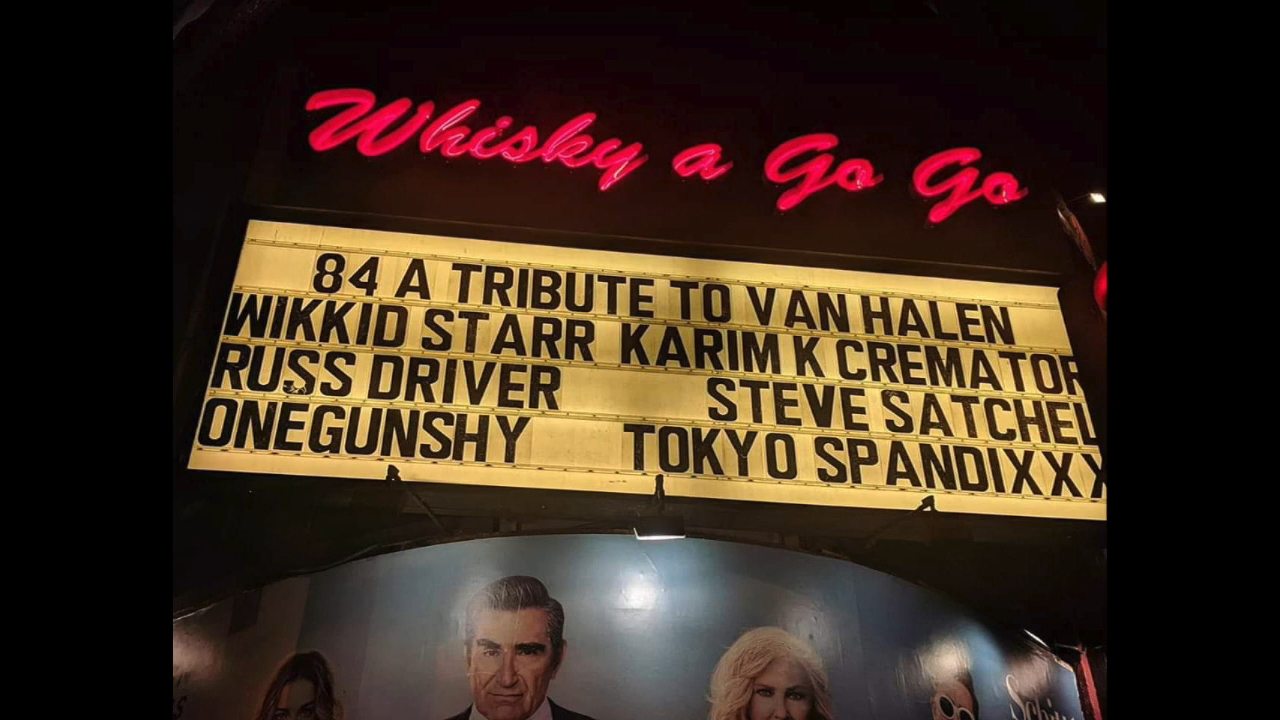 Whisky a Go Go
84 A TRIBUTE TO VAN HALEN
WIKKID STARR KARIM K CREMATOR
RUSS DRIVER STEVE SATCHEL
ONEGUNSHY TOKYO SPANDIXXX